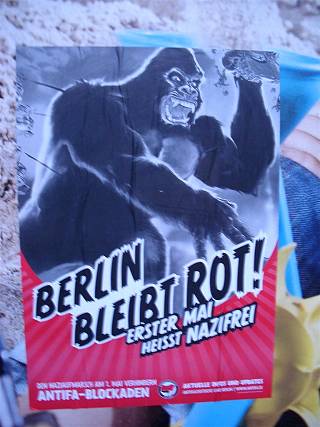 BERLIN
BLEIBT ROT!
ERSTER MAI
HEISST NAZIFREI
DEN NAZIAUFMARSCH AM 1. MAI VERHINDERN
ANTIFA-BLOCKADEN
AKTUELLE INFOS UND UPDATES